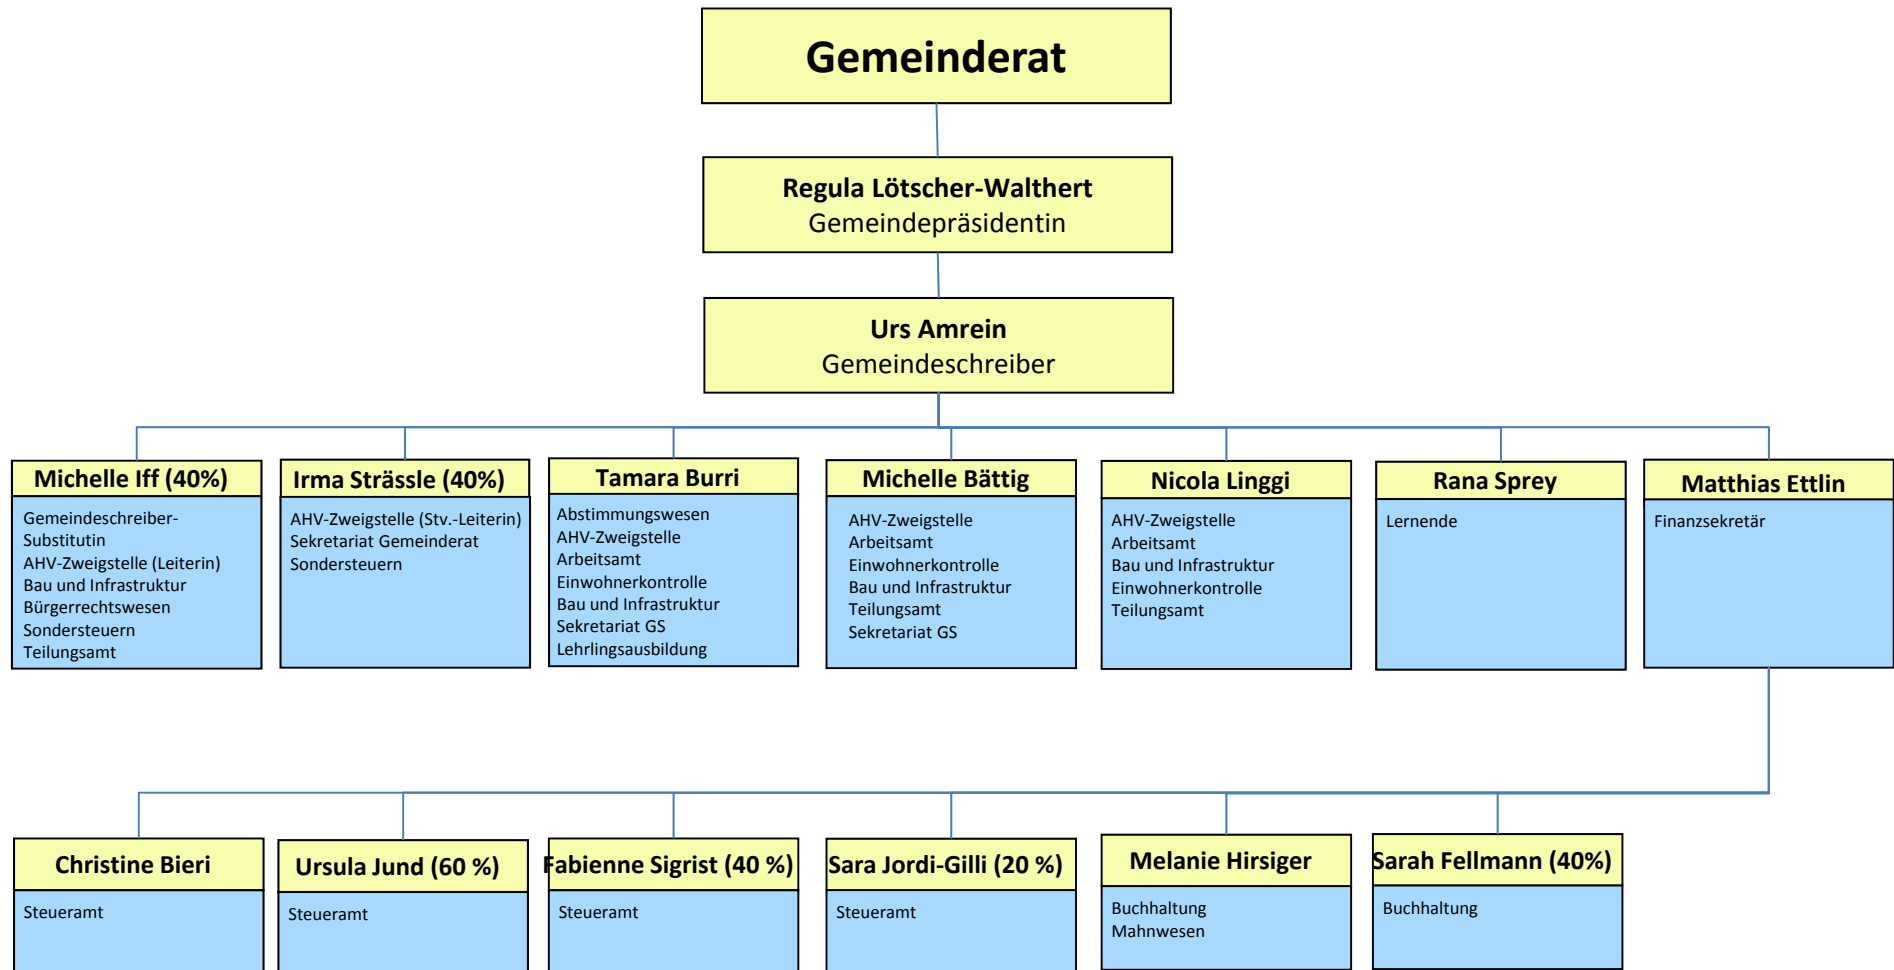 Gemeinderat
Regula Lötscher-Walthert
Gemeindepräsidentin
Urs Amrein
Gemeindeschreiber
Michelle Iff (40%)
Gemeindeschreiber-
Substitutin
AHV-Zweigstelle (Leiterin)
Bau und Infrastruktur
Bürgerrechtswesen
Sondersteuern
Teilungsamt
Irma Strässle (40%)
AHV-Zweigstelle (Stv.-Leiterin)
Sekretariat Gemeinderat
Sondersteuern
Tamara Burri
Abstimmungswesen
AHV-Zweigstelle
Arbeitsamt
Einwohnerkontrolle
Bau und Infrastruktur
Sekretariat GS
Lehrlingsausbildung
Michelle Bättig
AHV-Zweigstelle
Arbeitsamt
Einwohnerkontrolle
Bau und Infrastruktur
Teilungsamt
Sekretariat GS
Nicola Linggi
AHV-Zweigstelle
Arbeitsamt
Bau und Infrastruktur
Einwohnerkontrolle
Teilungsamt
Rana Sprey
Lernende
Matthias Ettlin
Finanzsekretär
Christine Bieri
Steueramt
Ursula Jund (60 %)
Steueramt
Fabienne Sigrist (40 %)
Steueramt
Sara Jordi-Gilli (20 %)
Steueramt
Melanie Hirsiger
Buchhaltung
Mahnwesen
Sarah Fellmann (40%)
Buchhaltung